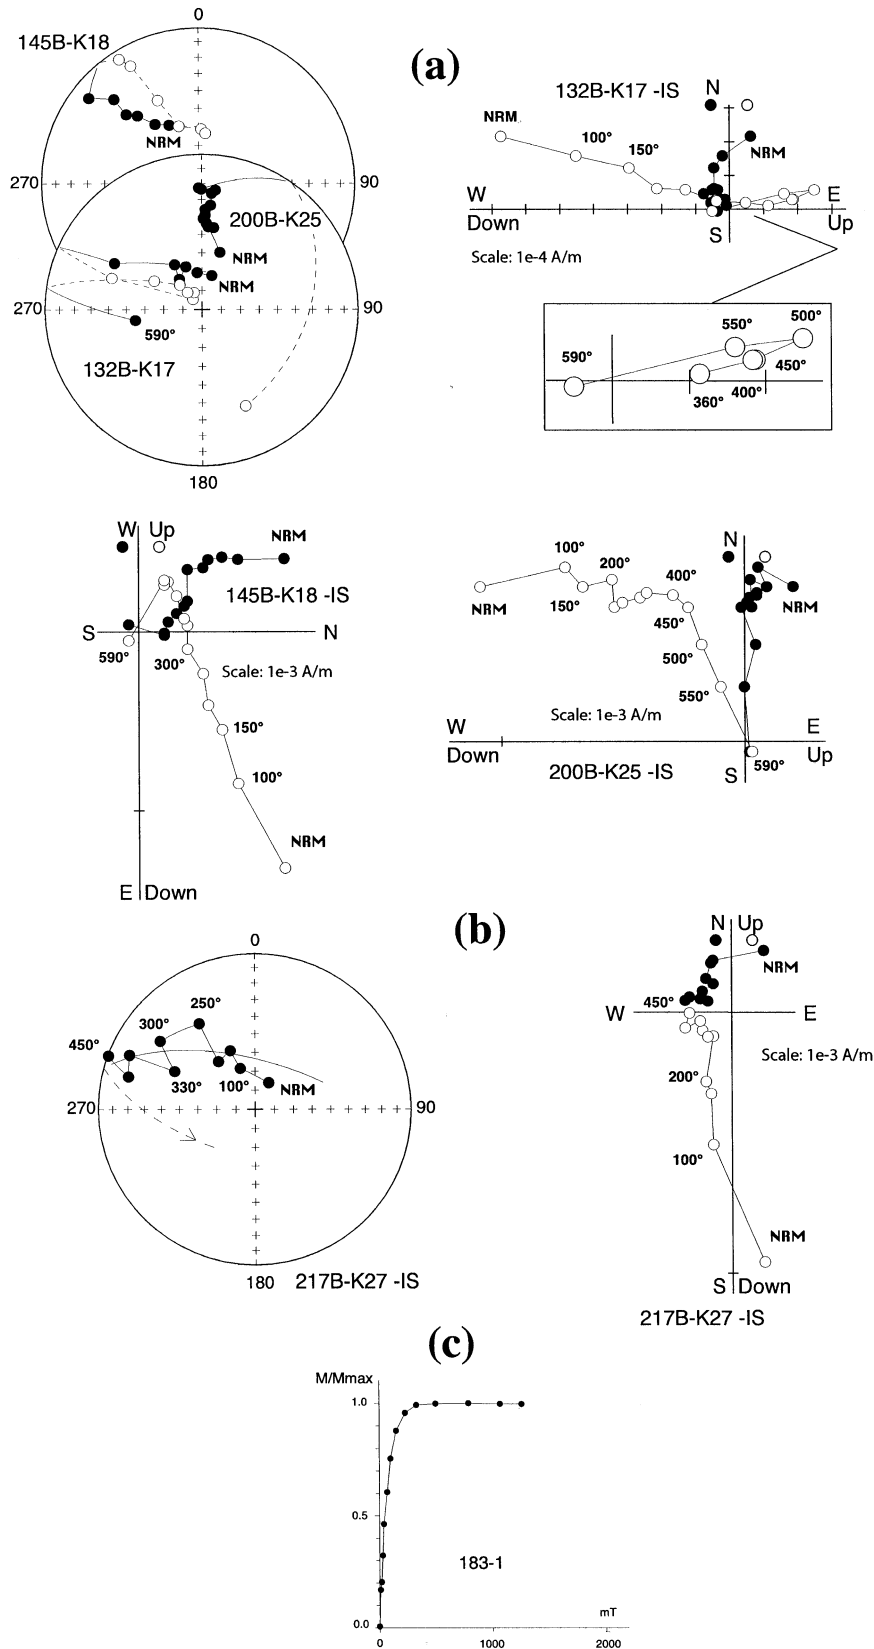 0
145B-K18
NRM
270
90
200B-K25
NRM
NRM
270
90
590°
132B-K17
180
(a)
132B-K17 -IS
N
NRM
100°
150°
NRM
W
E
Down
Up
S
Scale: 1e-4 A/m
500°
550°
590°
450°
400°
360°
W Up
NRM
145B-K18 -IS
S
N
590°
300°
Scale: 1e-3 A/m
150°
100°
NRM
E Down
N
100°
200°
400°
NRM
150°
NRM
450°
500°
550°
Scale: 1e-3 A/m
W
E
Down
Up
590°
200B-K25 -IS
S
(b)
0
250°
300°
450°
330°
100°
NRM
270
90
180
217B-K27 -IS
N Up
NRM
450°
W
E
Scale: 1e-3 A/m
200°
100°
NRM
S Down
217B-K27 -IS
(c)
M/Mmax
1.0
0.5
183-1
mT
0.0
0
1000
2000